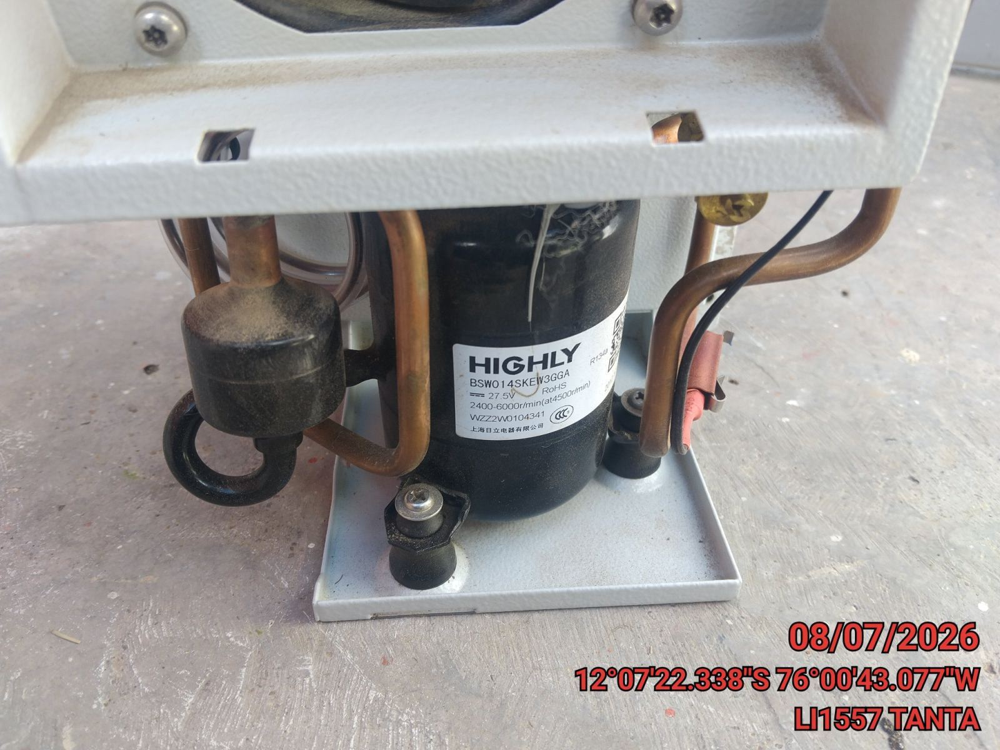 HIGHLY
R134a
BSW014SKEW3GGA
27.5V RoHS
2400-6000r/min(at4500r/min)
WZZ2W0104341 CCC
上海日立电器有限公司
08/07/2026
12°07'22.338"S 76°00'43.077"W
LI1557 TANTA